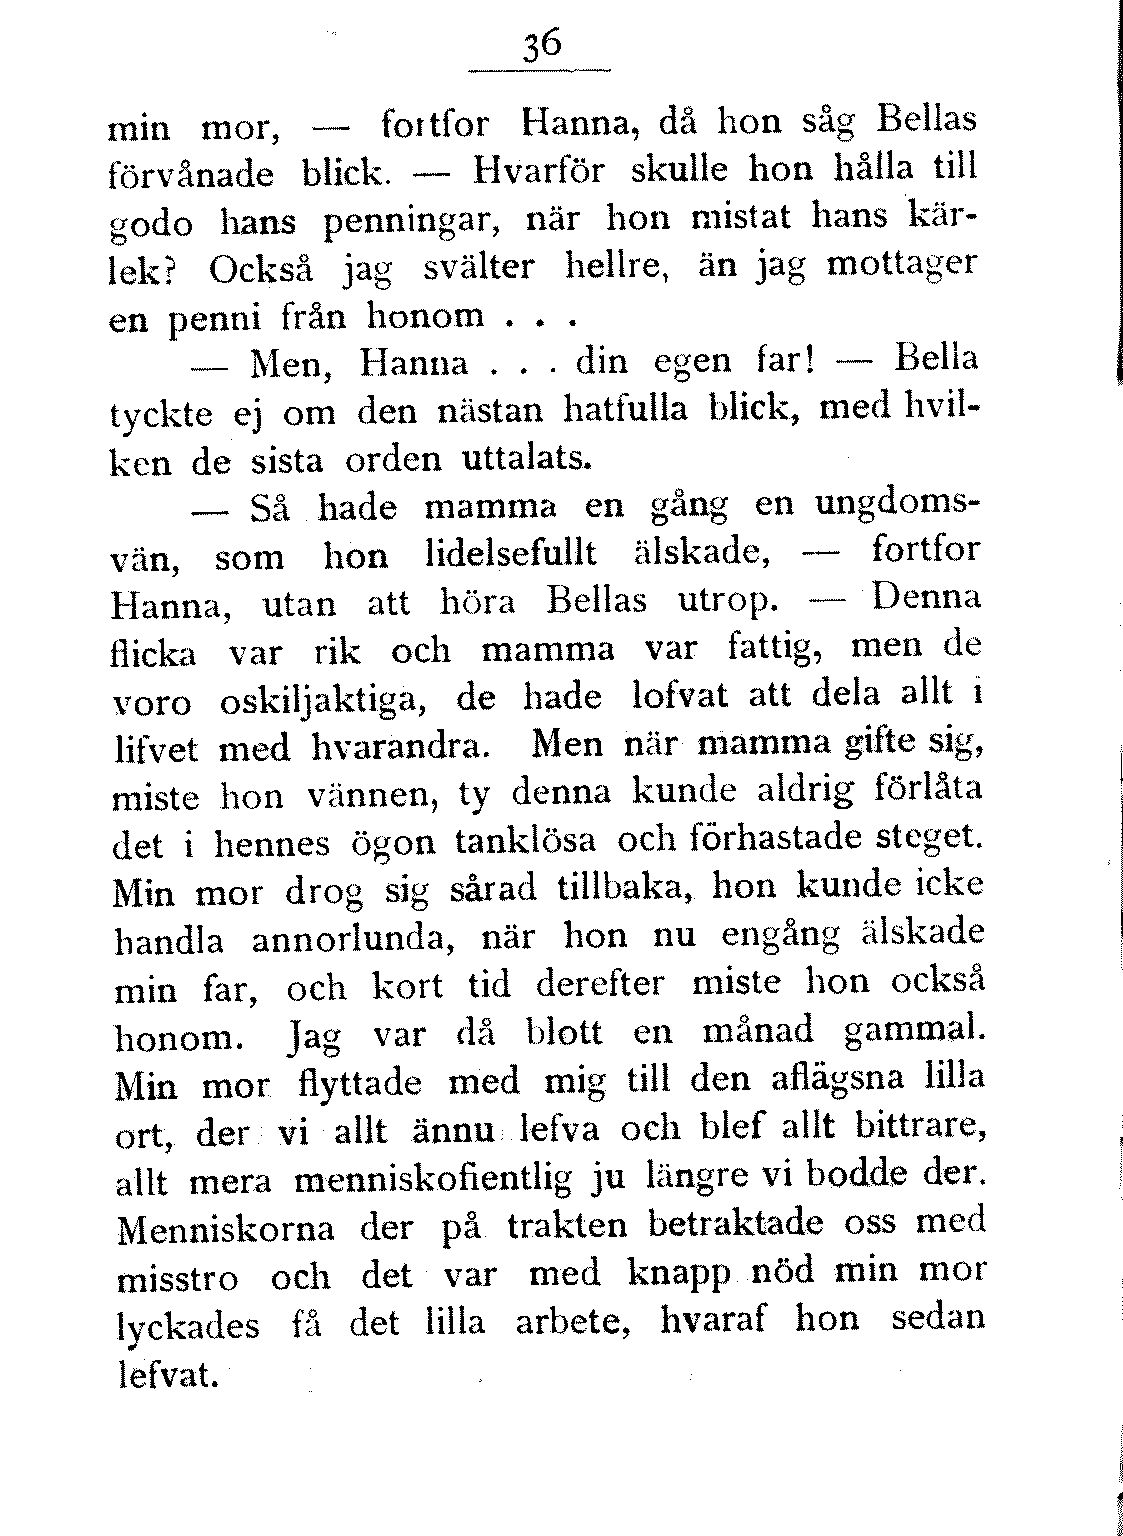 36
min mor, — fortfor Hanna, då hon såg Bellas
förvånade blick. — Hvarför skulle hon hålla till
godo hans penningar, när hon mistat hans kär-
lek? Också jag svälter hellre, än jag mottager
en penni från honom . . .
— Men, Hanna . . . din egen far! — Bella
tyckte ej om den nästan hatfulla blick, med hvil-
ken de sista orden uttalats.
— Så hade mamma en gång en ungdoms-
vän, som hon lidelsefullt älskade, — fortfor
Hanna, utan att höra Bellas utrop. — Denna
flicka var rik och mamma var fattig, men de
voro oskiljaktiga, de hade lofvat att dela allt i
lifvet med hvarandra. Men när mamma gifte sig,
miste hon vännen, ty denna kunde aldrig förlåta
det i hennes ögon tanklösa och förhastade steget.
Min mor drog sig sårad tillbaka, hon kunde icke
handla annorlunda, när hon nu engång älskade
min far, och kort tid derefter miste hon också
honom. Jag var då blott en månad gammal.
Min mor flyttade med mig till den aflägsna lilla
ort, der vi allt ännu lefva och blef allt bittrare,
allt mera menniskofientlig ju längre vi bodde der.
Menniskorna der på trakten betraktade oss med
misstro och det var med knapp nöd min mor
lyckades få det lilla arbete, hvaraf hon sedan
lefvat.